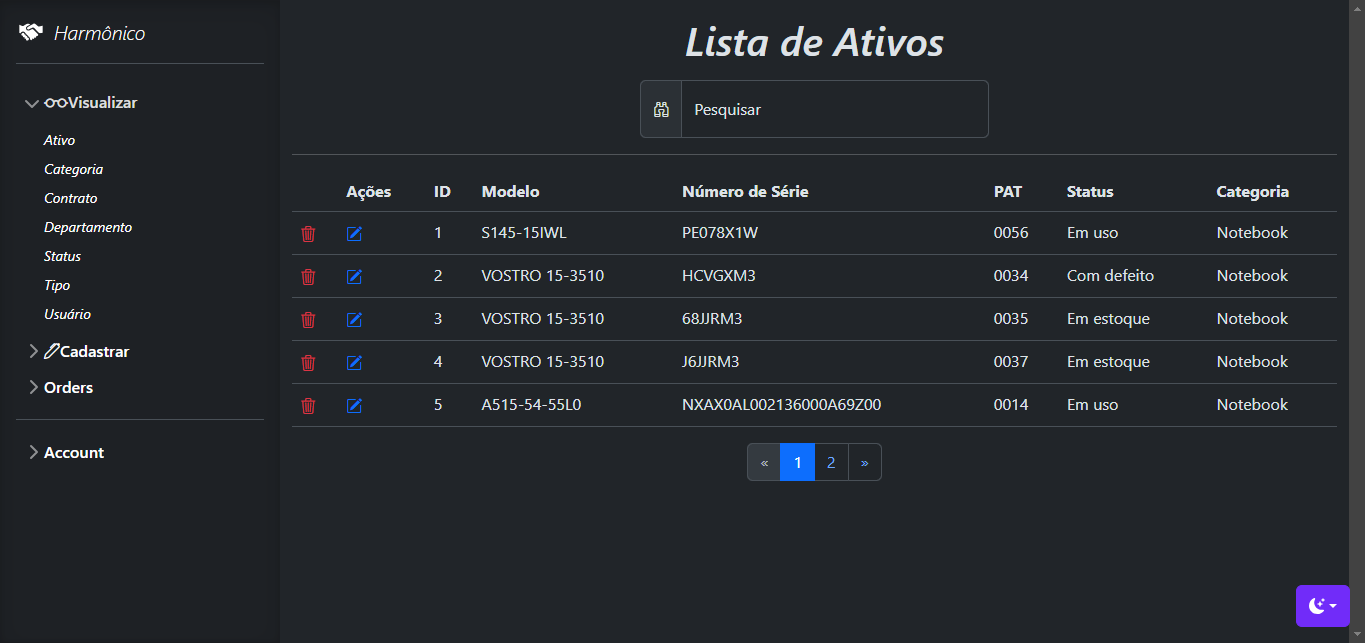 Harmônico
Visualizar
Ativo
Categoria
Contrato
Departamento
Status
Tipo
Usuário
Cadastrar
Orders
Account
Lista de Ativos
Pesquisar
Ações ID Modelo Número de Série PAT Status Categoria
1 S145-15IWL PE078X1W 0056 Em uso Notebook
2 VOSTRO 15-3510 HCVGXM3 0034 Com defeito Notebook
3 VOSTRO 15-3510 68JJRM3 0035 Em estoque Notebook
4 VOSTRO 15-3510 J6JJRM3 0037 Em estoque Notebook
5 A515-54-55L0 NXAX0AL002136000A69Z00 0014 Em uso Notebook
« 1 2 »